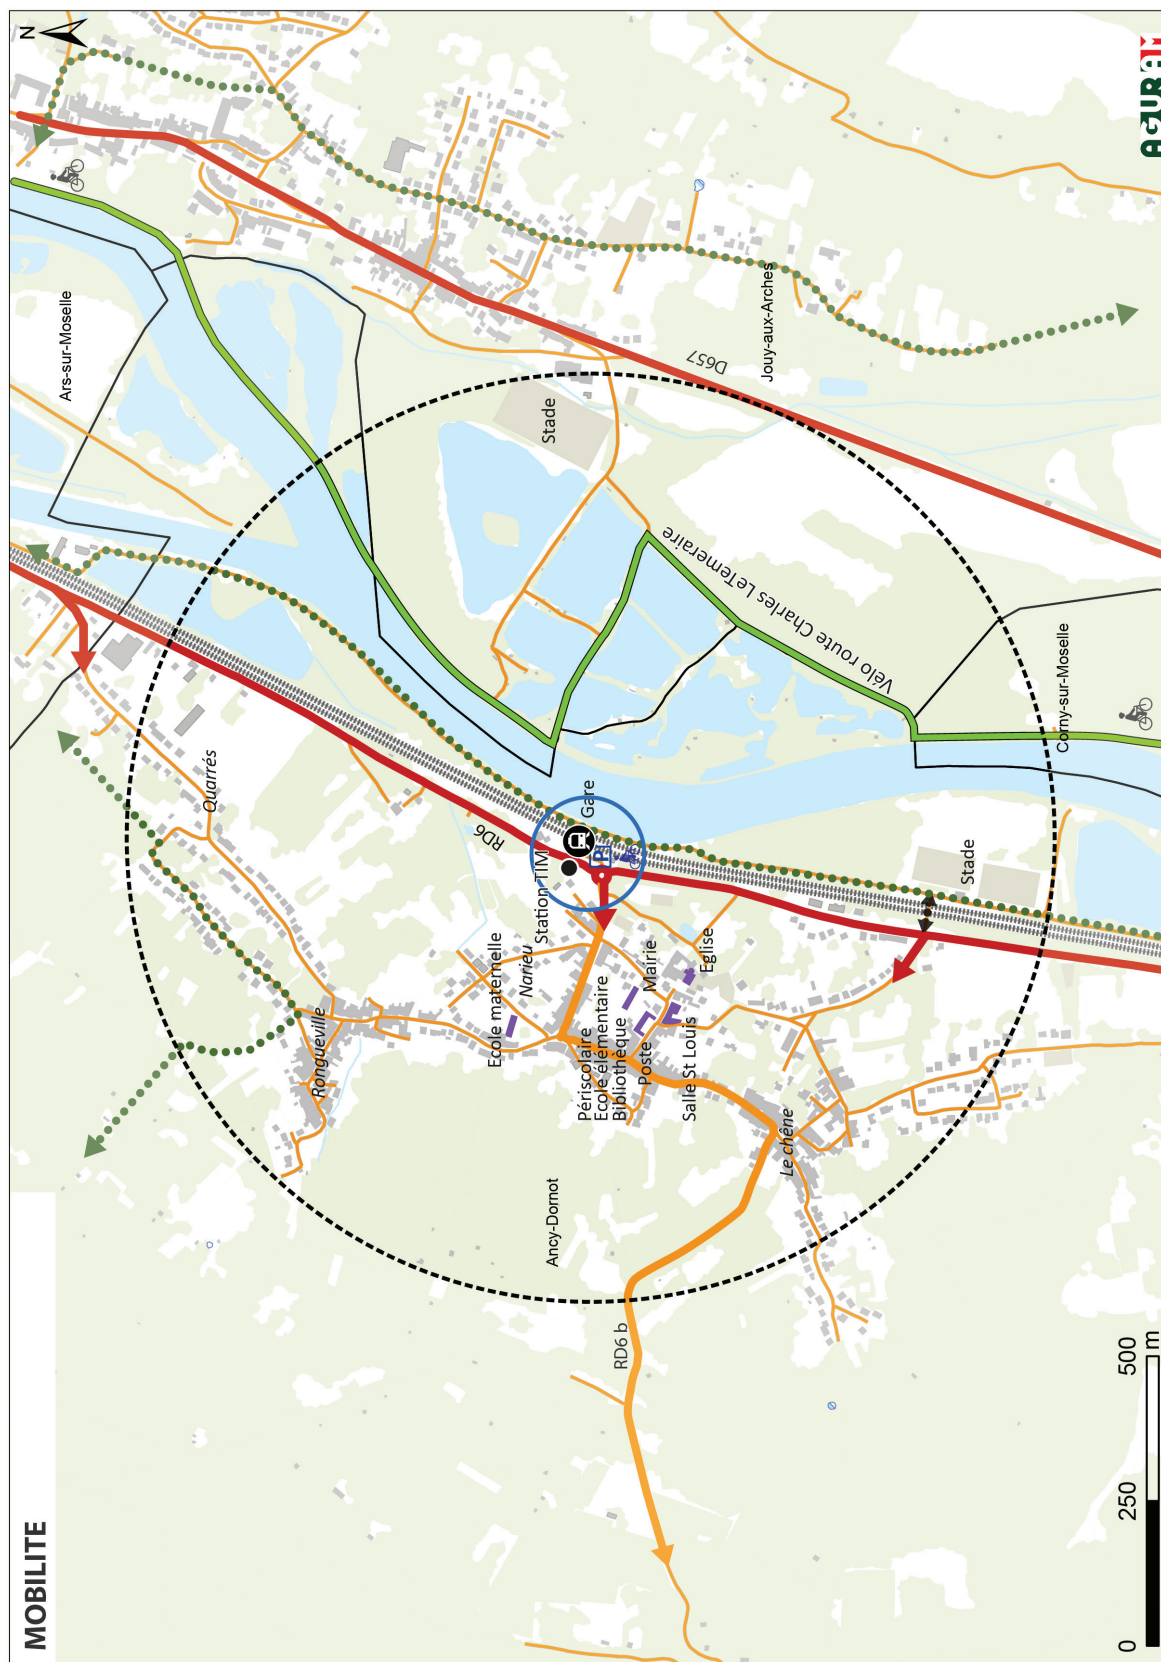 MOBILITE
N
AGURAM
Ars-sur-Moselle
Quarrés
Rongueville
RD6
Ecole maternelle
Narieu
Station TIM
Gare
P
Stade
D657
Jouy-aux-Arches
Vélo route Charles LeTemeraire
Périscolaire
Ecole élémentaire
Bibliothèque
Poste
Mairie
Eglise
Salle St Louis
Ancy-Dornot
Le chêne
RD6 b
Stade
Corny-sur-Moselle
0 250 500
m